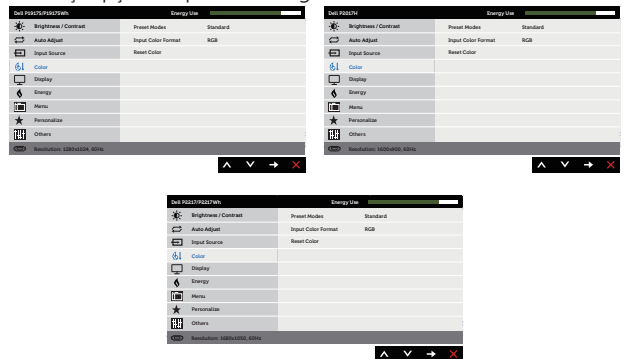 Dell P1917S/P1917SWh Energy Use
Brightness / Contrast Preset Modes Standard
Auto Adjust Input Color Format RGB
Input Source Reset Color
Color
Display
Energy
Menu
Personalize
Others
Resolution: 1280x1024, 60Hz
Dell P2017H Energy Use
Brightness / Contrast Preset Modes Standard
Auto Adjust Input Color Format RGB
Input Source Reset Color
Color
Display
Energy
Menu
Personalize
Others
Resolution: 1600x900, 60Hz
Dell P2217/P2217Wh Energy Use
Brightness / Contrast Preset Modes Standard
Auto Adjust Input Color Format RGB
Input Source Reset Color
Color
Display
Energy
Menu
Personalize
Others
Resolution: 1680x1050, 60Hz